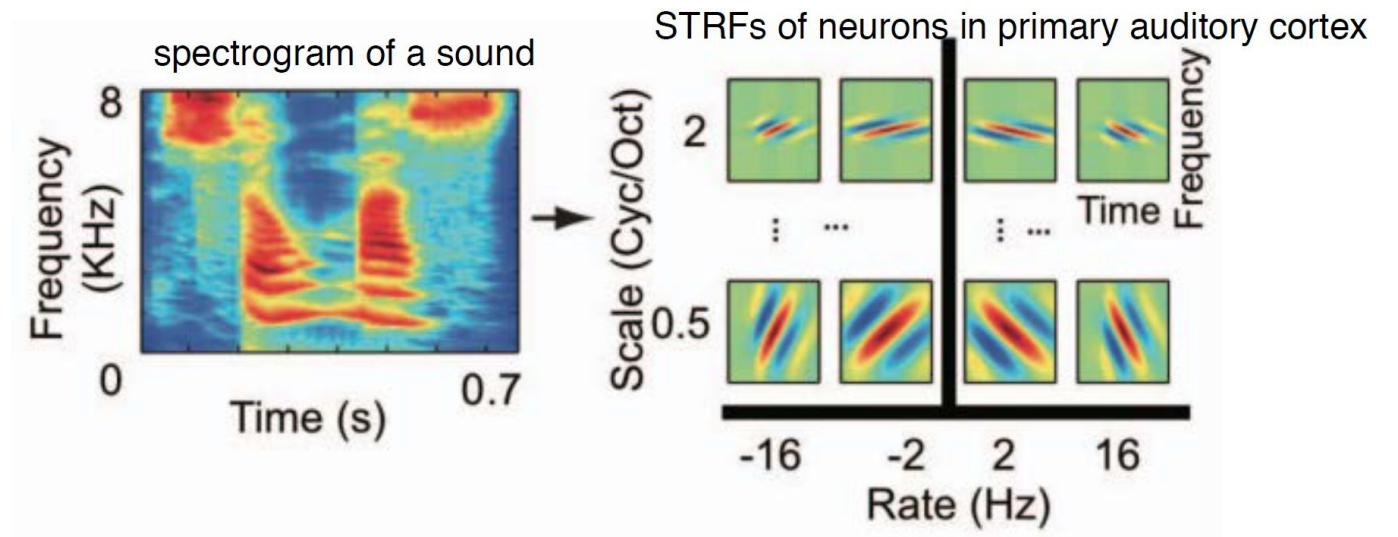 spectrogram of a sound
8
Frequency
(KHz)
0
0.7
Time (s)
STRFs of neurons in primary auditory cortex
Scale (Cyc/Oct)
2
0.5
Frequency
Time
-16
-2
2
16
Rate (Hz)